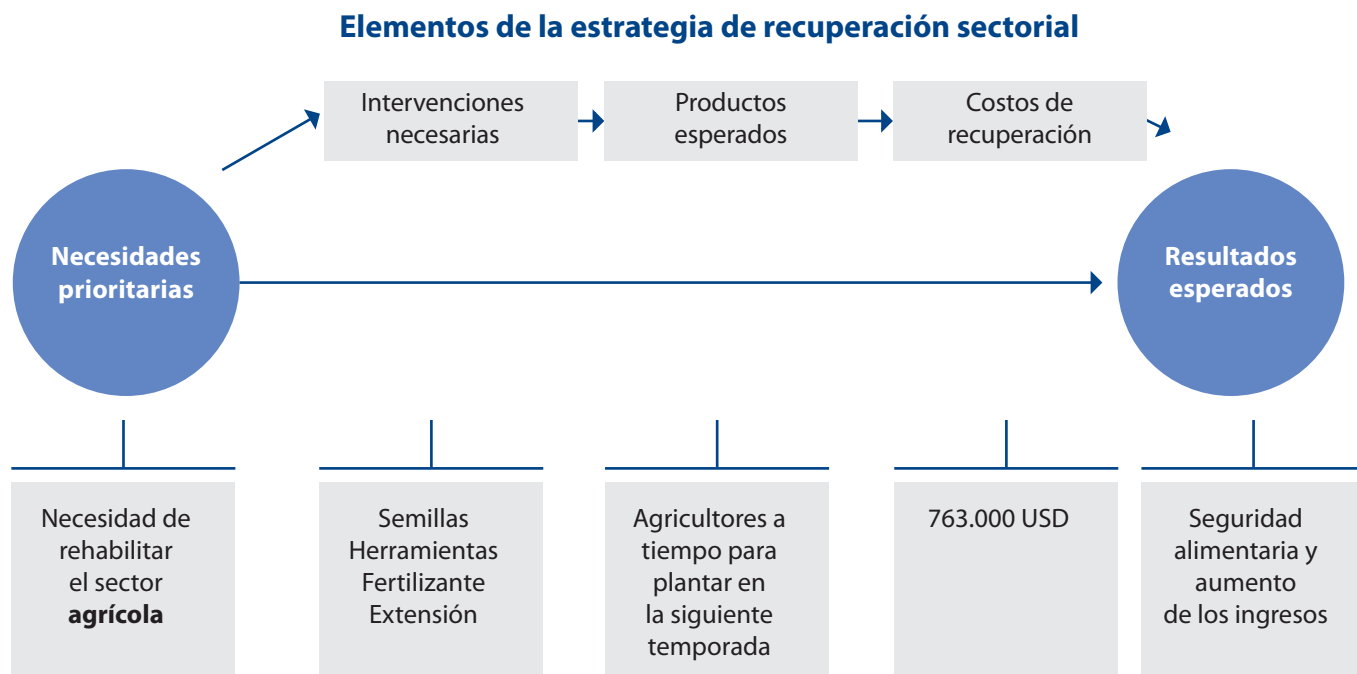 Elementos de la estrategia de recuperación sectorial
Intervenciones
necesarias
Productos
esperados
Costos de
recuperación
Necesidades
prioritarias
Resultados
esperados
Necesidad de
rehabilitar
el sector
agrícola
Semillas
Herramientas
Fertilizante
Extensión
Agricultores a
tiempo para
plantar en
la siguiente
temporada
763.000 USD
Seguridad
alimentaria y
aumento
de los ingresos